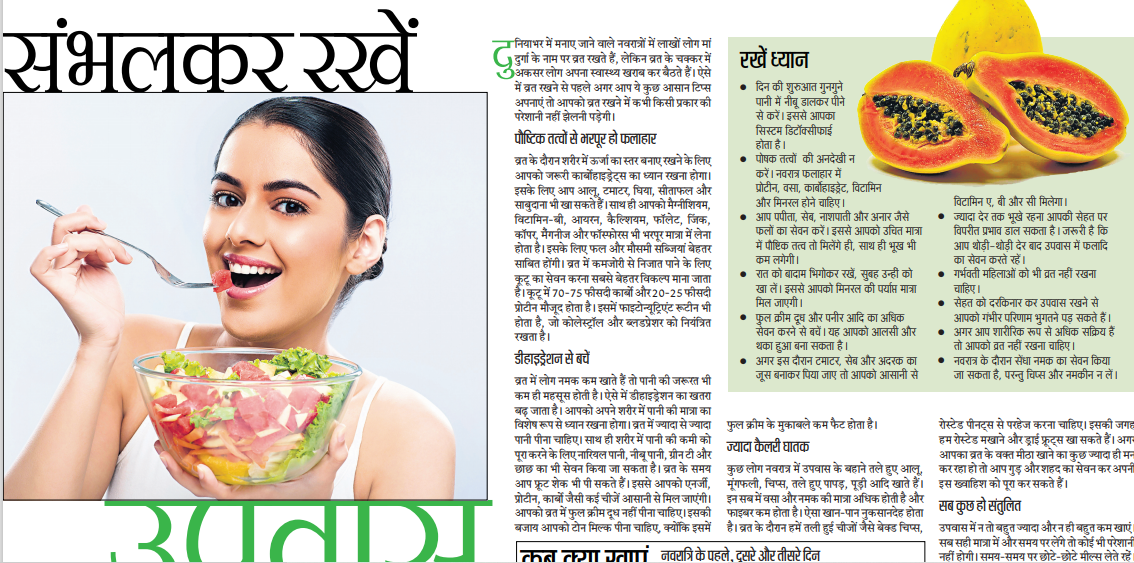 संभलकर रखें
उपवास
दुनियाभर में मनाए जाने वाले नवरात्रों में लाखों लोग मां
दुर्गा के नाम पर व्रत रखते हैं, लेकिन व्रत के चक्कर में
अकसर लोग अपना स्वास्थ्य खराब कर बैठते हैं। ऐसे
में व्रत रखने से पहले अगर आप ये कुछ आसान टिप्स
अपनाएं तो आपको व्रत रखने में कभी किसी प्रकार की
परेशानी नहीं झेलनी पड़ेगी।
पौष्टिक तत्वों से भरपूर हो फलाहार
व्रत के दौरान शरीर में ऊर्जा का स्तर बनाए रखने के लिए
आपको जरूरी कार्बोहाइड्रेट्स का ध्यान रखना होगा।
इसके लिए आप आलू, टमाटर, घिया, सीताफल और
साबुदाना भी खा सकते हैं। साथ ही आपको मैग्नीशियम,
विटामिन-बी, आयरन, कैल्शियम, फॉलेट, जिंक,
कॉपर, मैंगनीज और फॉस्फोरस भी भरपूर मात्रा में लेना
होता है। इसके लिए फल और मौसमी सब्जियां बेहतर
साबित होंगी। व्रत में कमजोरी से निजात पाने के लिए
कूटू का सेवन करना सबसे बेहतर विकल्प माना जाता
है। कूटू में 70-75 फीसदी कार्बो और 20-25 फीसदी
प्रोटीन मौजूद होता है। इसमें फाइटोन्यूट्रिएंट रूटीन भी
होता है, जो कोलेस्ट्रॉल और ब्लडप्रेशर को नियंत्रित
रखता है।
डीहाइड्रेशन से बचें
व्रत में लोग नमक कम खाते हैं तो पानी की जरूरत भी
कम ही महसूस होती है। ऐसे में डीहाइड्रेशन का खतरा
बढ़ जाता है। आपको अपने शरीर में पानी की मात्रा का
विशेष रूप से ध्यान रखना होगा। व्रत में ज्यादा से ज्यादा
पानी पीना चाहिए। साथ ही शरीर में पानी की कमी को
पूरा करने के लिए नारियल पानी, नीबू पानी, ग्रीन टी और
छाछ का भी सेवन किया जा सकता है। व्रत के समय
आप फ्रूट शेक भी पी सकते हैं। इससे आपको एनर्जी,
प्रोटीन, कार्बो जैसी कई चीजें आसानी से मिल जाएंगी।
आपको व्रत में फुल क्रीम दूध नहीं पीना चाहिए। इसकी
बजाय आपको टोन मिल्क पीना चाहिए, क्योंकि इसमें
रखें ध्यान
● दिन की शुरुआत गुनगुने
पानी में नीबू डालकर पीने
से करें। इससे आपका
सिस्टम डिटॉक्सीफाई
होता है।
● पोषक तत्वों की अनदेखी न
करें। नवरात्र फलाहार में
प्रोटीन, वसा, कार्बोहाइड्रेट, विटामिन
और मिनरल होने चाहिए।
● आप पपीता, सेब, नाशपाती और अनार जैसे
फलों का सेवन करें। इससे आपको उचित मात्रा
में पौष्टिक तत्व तो मिलेंगे ही, साथ ही भूख भी
कम लगेगी।
● रात को बादाम भिगोकर रखें, सुबह उन्ही को
खा लें। इससे आपको मिनरल की पर्याप्त मात्रा
मिल जाएगी।
● फुल क्रीम दूध और पनीर आदि का अधिक
सेवन करने से बचें। यह आपको आलसी और
थका हुआ बना सकता है।
● अगर इस दौरान टमाटर, सेब और अदरक का
जूस बनाकर पिया जाए तो आपको आसानी से
विटामिन ए, बी और सी मिलेगा।
● ज्यादा देर तक भूखे रहना आपकी सेहत पर
विपरीत प्रभाव डाल सकता है। जरूरी है कि
आप थोड़ी-थोड़ी देर बाद उपवास में फलादि
का सेवन करते रहें।
● गर्भवती महिलाओं को भी व्रत नहीं रखना
चाहिए।
● सेहत को दरकिनार कर उपवास रखने से
आपको गंभीर परिणाम भुगतने पड़ सकते हैं।
● अगर आप शारीरिक रूप से अधिक सक्रिय हैं
तो आपको व्रत नहीं रखना चाहिए।
● नवरात्र के दौरान सेंधा नमक का सेवन किया
जा सकता है, परन्तु चिप्स और नमकीन न लें।
फुल क्रीम के मुकाबले कम फैट होता है।
ज्यादा कैलरी घातक
कुछ लोग नवरात्र में उपवास के बहाने तले हुए आलू,
मूंगफली, चिप्स, तले हुए पापड़, पूड़ी आदि खाते हैं।
इन सब में वसा और नमक की मात्रा अधिक होती है और
फाइबर कम होता है। ऐसा खान-पान नुकसानदेह होता
है। व्रत के दौरान हमें तली हुई चीजों जैसे बेक्ड चिप्स,
रोस्टेड पीनट्स से परहेज करना चाहिए। इसकी जगह
हम रोस्टेड मखाने और ड्राई फ्रूट्स खा सकते हैं। अगर
आपका व्रत के वक्त मीठा खाने का कुछ ज्यादा ही मन
कर रहा हो तो आप गुड़ और शहद का सेवन कर अपनी
इस ख्वाहिश को पूरा कर सकते हैं।
सब कुछ हो संतुलित
उपवास में न तो बहुत ज्यादा और न ही बहुत कम खाएं।
सब सही मात्रा में और समय पर लेंगे तो कोई भी परेशानी
नहीं होगी। समय-समय पर छोटे-छोटे मील्स लेते रहें।
कब क्या खाएं
नवरात्रि के पहले, दूसरे और तीसरे दिन